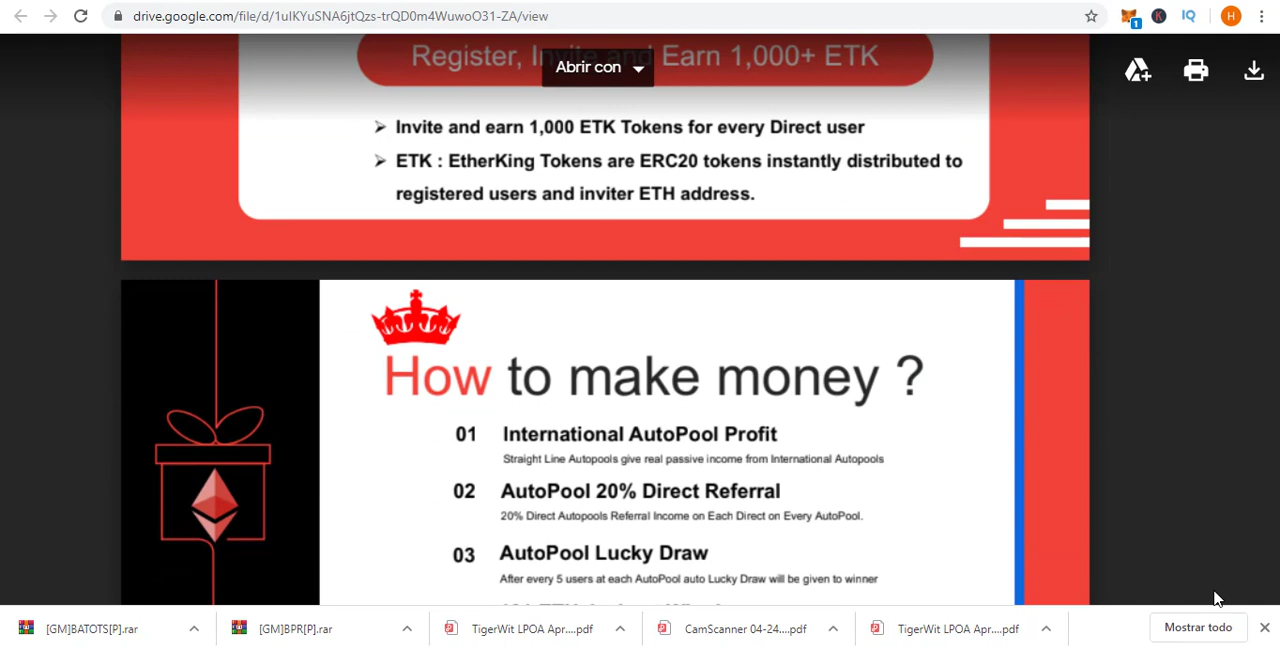 drive.google.com/file/d/1uIKYuSNA6jtQzs-trQD0m4WuwoO31-ZA/view
1
K
IQ
H
Register, Invite and Earn 1,000+ ETK
Abrir con
➢ Invite and earn 1,000 ETK Tokens for every Direct user
➢ ETK : EtherKing Tokens are ERC20 tokens instantly distributed to
registered users and inviter ETH address.
How to make money ?
01 International AutoPool Profit
Straight Line Autopools give real passive income from International Autopools
02 AutoPool 20% Direct Referral
20% Direct Autopools Referral Income on Each Direct on Every AutoPool.
03 AutoPool Lucky Draw
After every 5 users at each AutoPool auto Lucky Draw will be given to winner
[GM]BATOTS[P].rar
[GM]BPR[P].rar
TigerWit LPOA Apr....pdf
CamScanner 04-24....pdf
TigerWit LPOA Apr....pdf
Mostrar todo